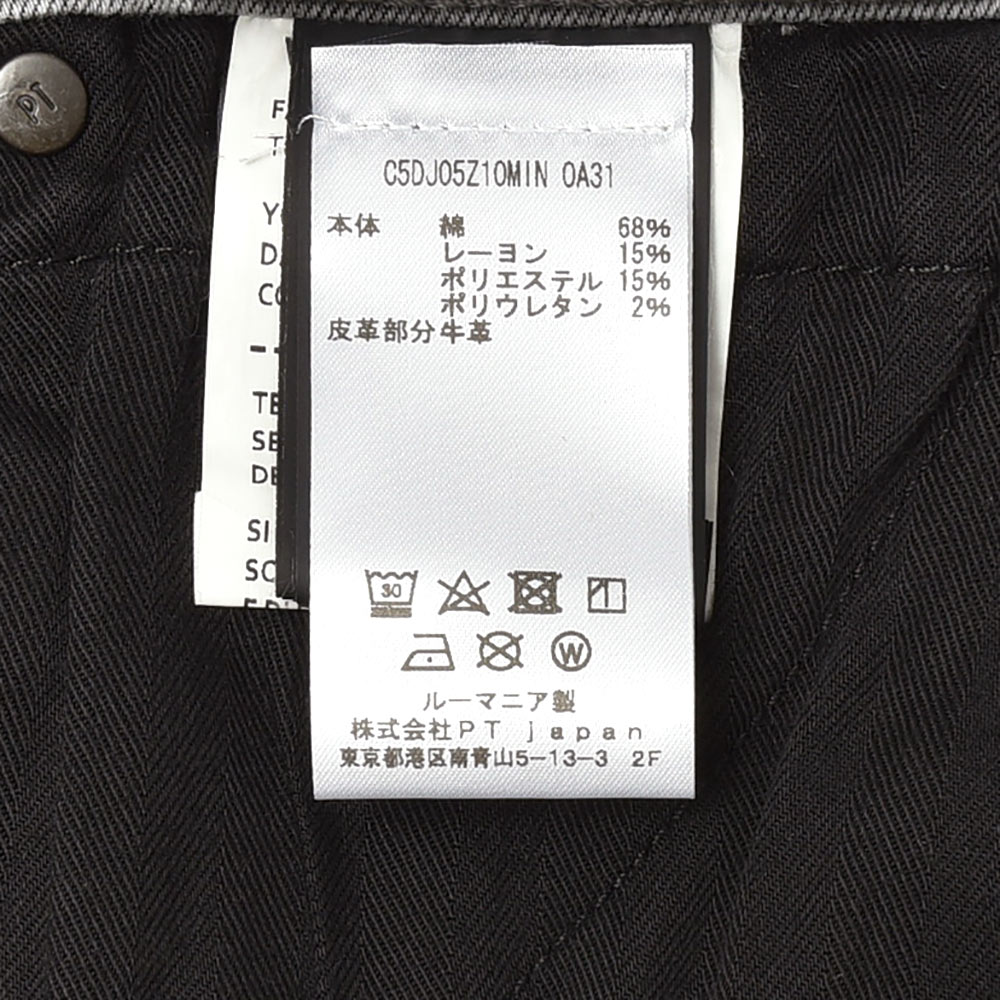 PT
C5DJ05Z10MIN 0A31
本体 綿 68%
レーヨン 15%
ポリエステル 15%
ポリウレタン 2%
皮革部分牛革
30
W
ルーマニア製
株式会社PT japan
東京都港区南青山5-13-3 2F